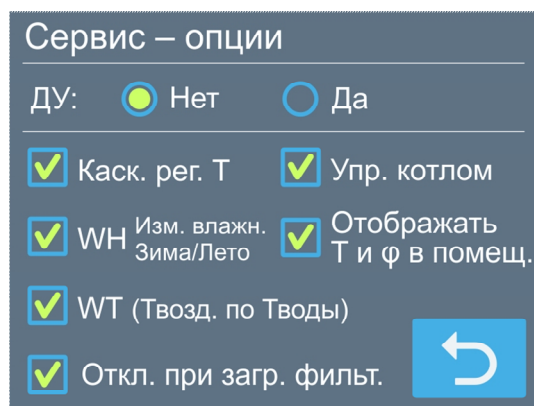 Сервис – опции
ДУ: Нет Да
Каск. рег. Т Упр. котлом
WH Изм. влажн. Зима/Лето
Отображать
Т и φ в помещ.
WT (Твозд. по Тводы)
Откл. при загр. фильт.